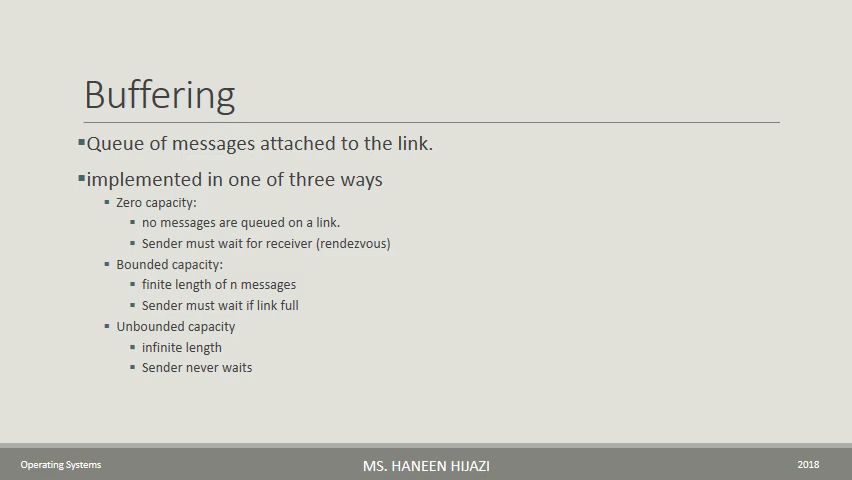 Buffering
▪Queue of messages attached to the link.
▪implemented in one of three ways
▪ Zero capacity:
▪ no messages are queued on a link.
▪ Sender must wait for receiver (rendezvous)
▪ Bounded capacity:
▪ finite length of n messages
▪ Sender must wait if link full
▪ Unbounded capacity
▪ infinite length
▪ Sender never waits
Operating Systems
MS. HANEEN HIJAZI
2018